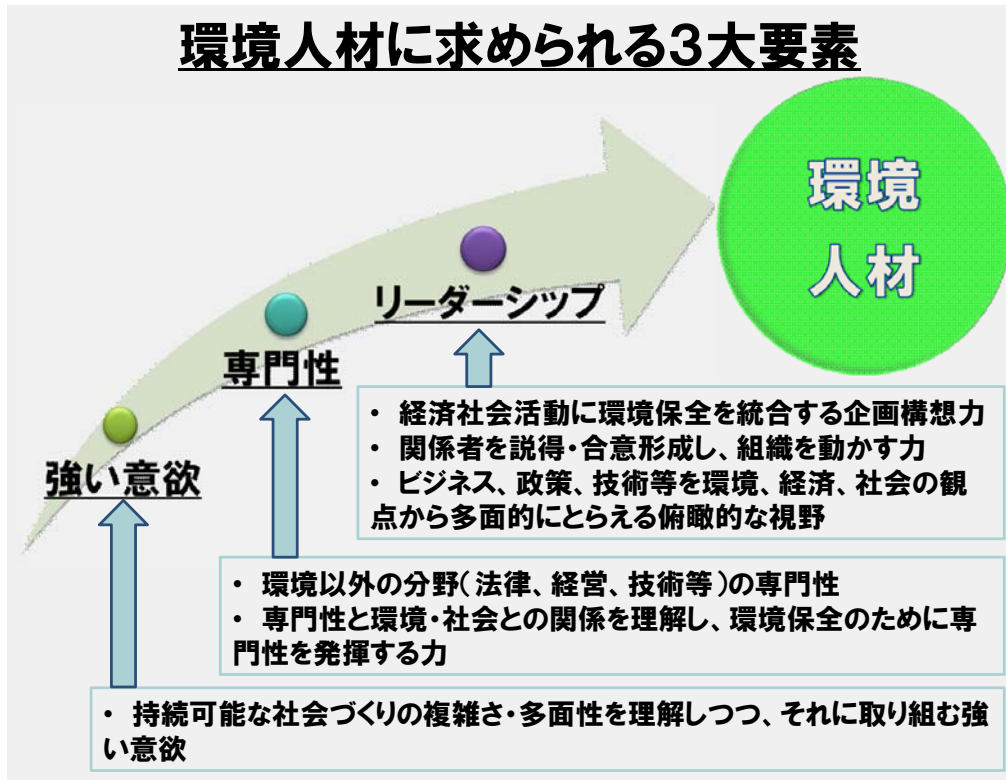 環境人材に求められる3大要素
環境
人材
リーダーシップ
専門性
強い意欲
・ 経済社会活動に環境保全を統合する企画構想力
・ 関係者を説得・合意形成し、組織を動かす力
・ ビジネス、政策、技術等を環境、経済、社会の観
点から多面的にとらえる俯瞰的な視野
・ 環境以外の分野(法律、経営、技術等)の専門性
・ 専門性と環境・社会との関係を理解し、環境保全のために専
門性を発揮する力
・ 持続可能な社会づくりの複雑さ・多面性を理解しつつ、それに取り組む強
い意欲